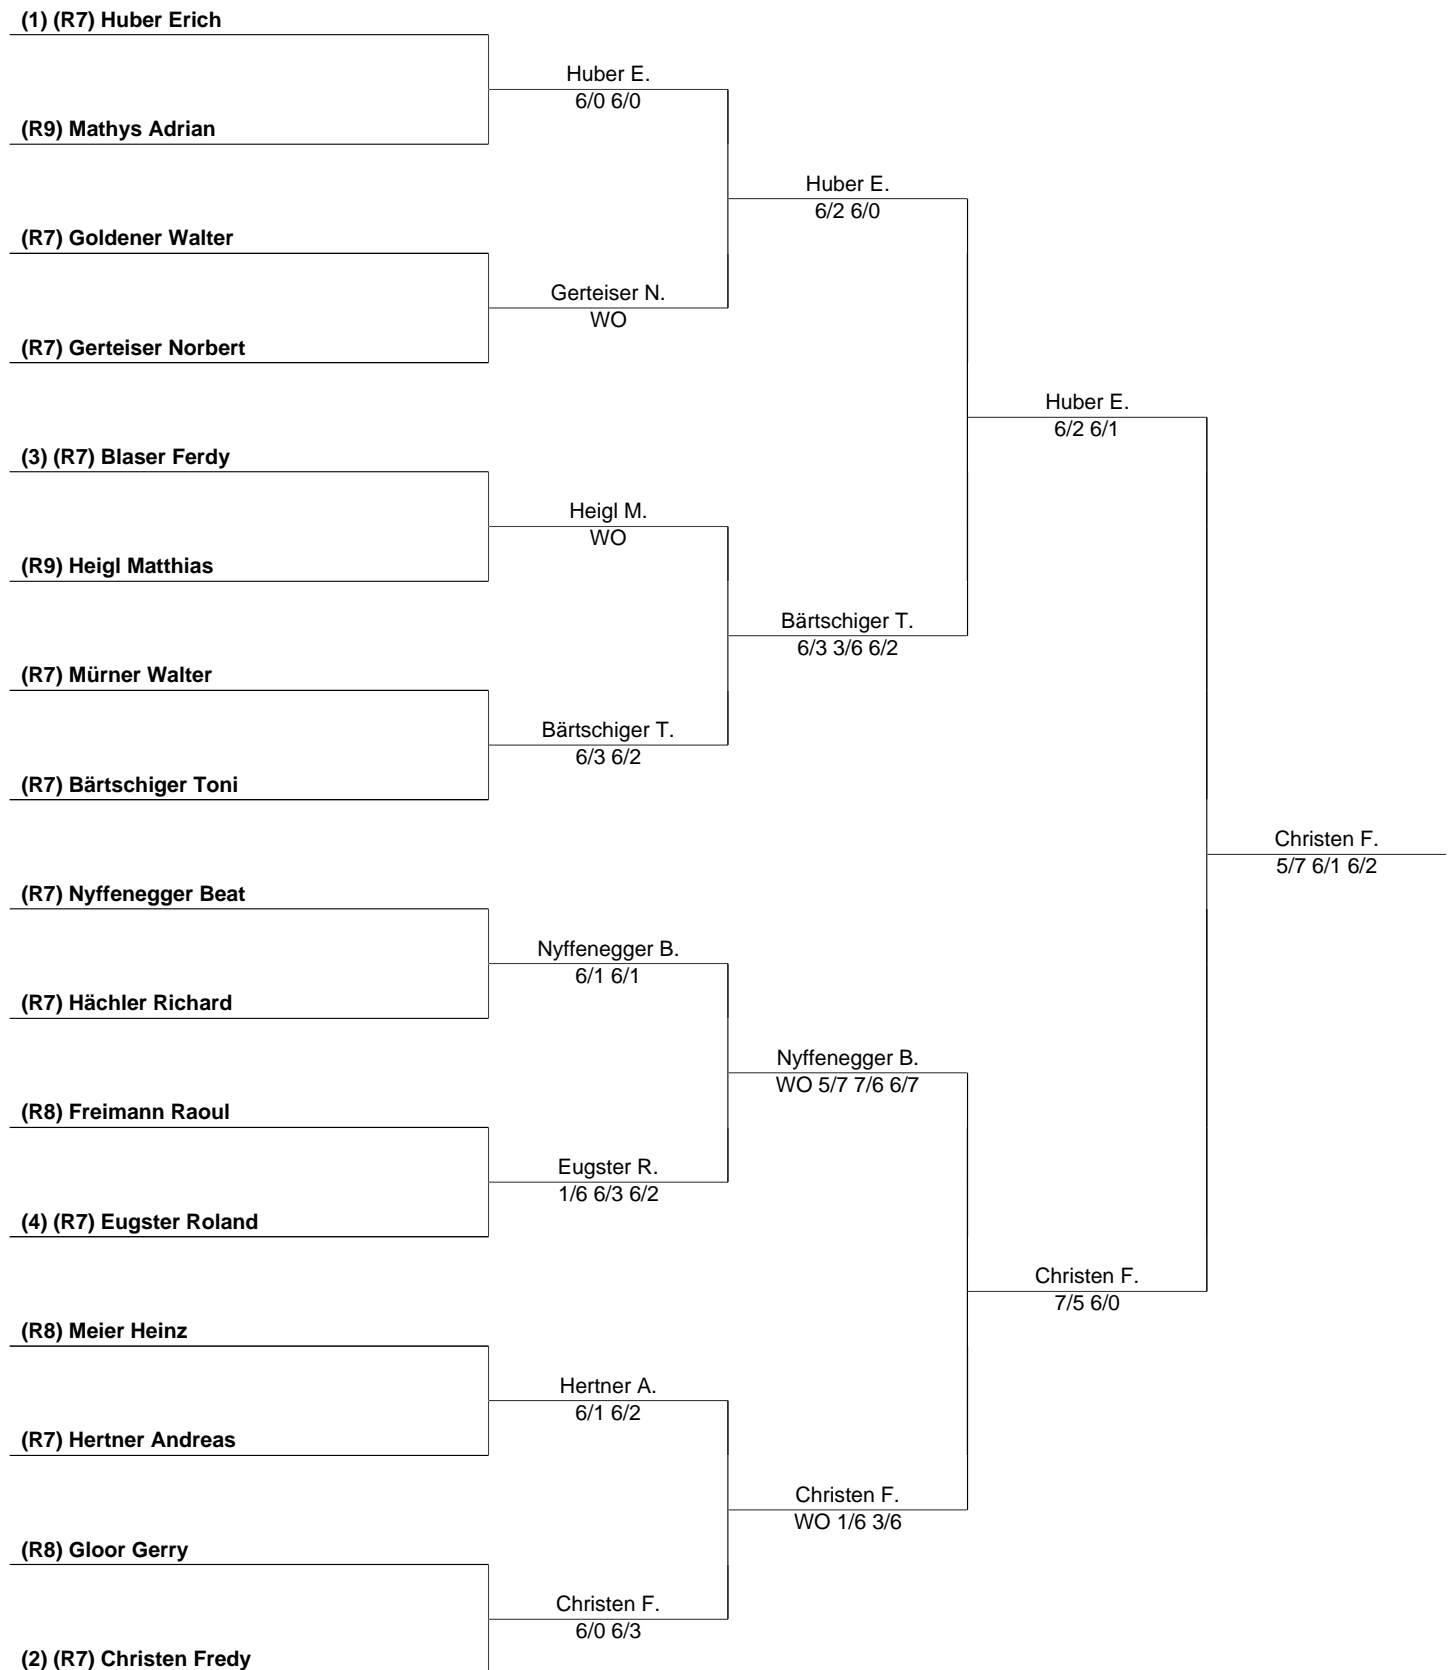 (1) (R7) Huber Erich
Huber E.
6/0 6/0
(R9) Mathys Adrian
Huber E.
6/2 6/0
(R7) Goldener Walter
Gerteiser N.
WO
(R7) Gerteiser Norbert
Huber E.
6/2 6/1
(3) (R7) Blaser Ferdy
Heigl M.
WO
(R9) Heigl Matthias
Bärtschiger T.
6/3 3/6 6/2
(R7) Mürner Walter
Bärtschiger T.
6/3 6/2
(R7) Bärtschiger Toni
Christen F.
5/7 6/1 6/2
(R7) Nyffenegger Beat
Nyffenegger B.
6/1 6/1
(R7) Hächler Richard
Nyffenegger B.
WO 5/7 7/6 6/7
(R8) Freimann Raoul
Eugster R.
1/6 6/3 6/2
(4) (R7) Eugster Roland
Christen F.
7/5 6/0
(R8) Meier Heinz
Hertner A.
6/1 6/2
(R7) Hertner Andreas
Christen F.
WO 1/6 3/6
(R8) Gloor Gerry
Christen F.
6/0 6/3
(2) (R7) Christen Fredy